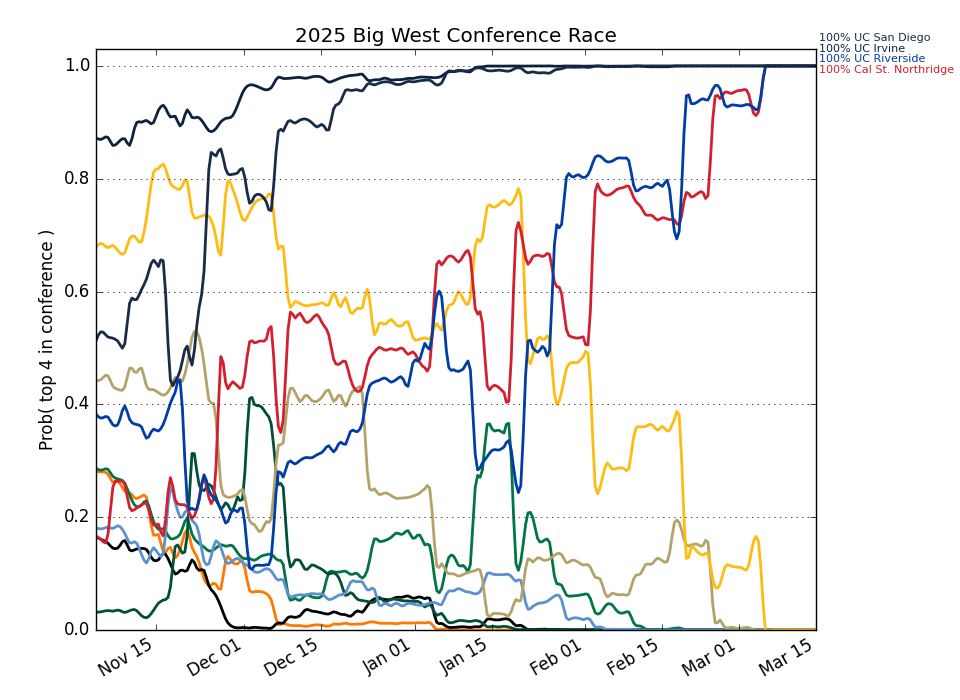 2025 Big West Conference Race
100% UC San Diego
100% UC Irvine
100% UC Riverside
100% Cal St. Northridge
Prob( top 4 in conference )
1.0
0.8
0.6
0.4
0.2
0.0
Nov 15
Dec 01
Dec 15
Jan 01
Jan 15
Feb 01
Feb 15
Mar 01
Mar 15